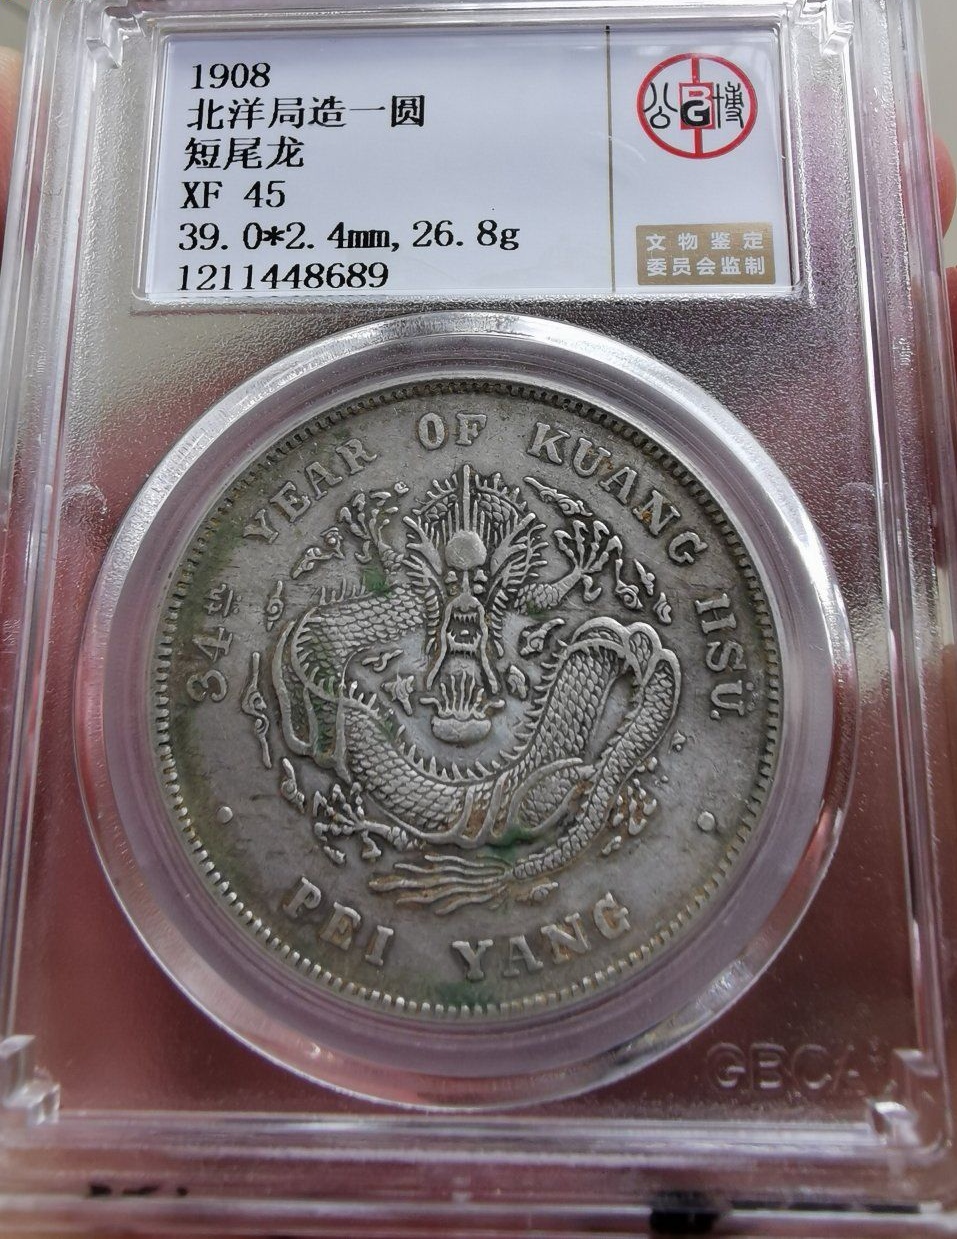 1908
北洋局造一圆
短尾龙
XF 45
39.0*2.4mm, 26.8g
1211448689
公 BG 博
文物鉴定
委员会监制
34th YEAR OF KUANG HSÜ.
PEI YANG
GBCA